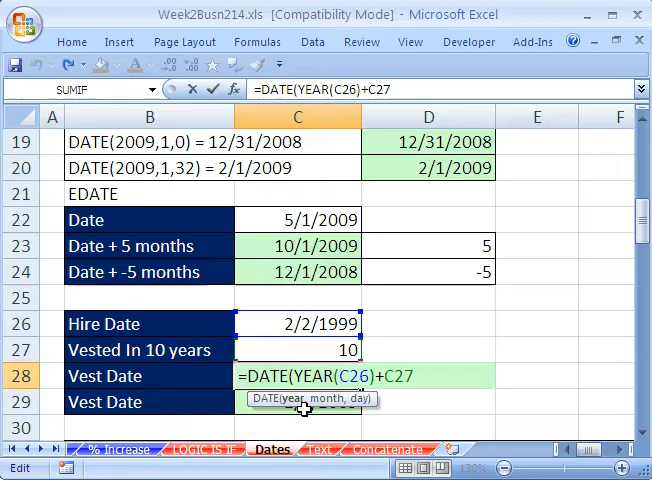 Week2Busn214.xls [Compatibility Mode] - Microsoft Excel
Home Insert Page Layout Formulas Data Review View Developer Add-Ins
SUMIF =DATE(YEAR(C26)+C27
A B C D E F
19 DATE(2009,1,0) = 12/31/2008 12/31/2008
20 DATE(2009,1,32) = 2/1/2009 2/1/2009
21 EDATE
22 Date 5/1/2009
23 Date + 5 months 10/1/2009 5
24 Date + -5 months 12/1/2008 -5
25
26 Hire Date 2/2/1999
27 Vested In 10 years 10
28 Vest Date =DATE(YEAR(C26)+C27
DATE(year, month, day)
29 Vest Date
30
% Increase LOGIC IS IF Dates Text Concatenate
Edit 130%